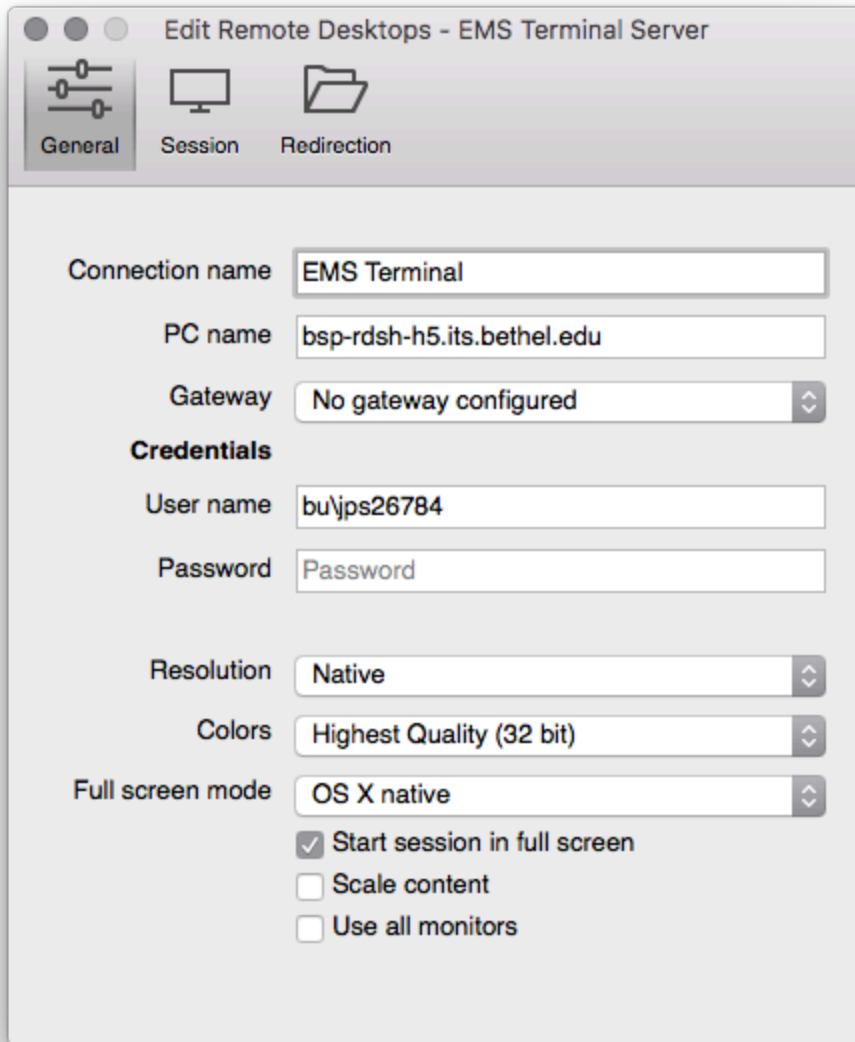 Edit Remote Desktops - EMS Terminal Server
General Session Redirection
Connection name EMS Terminal
PC name bsp-rdsh-h5.its.bethel.edu
Gateway No gateway configured
Credentials
User name bu\jps26784
Password Password
Resolution Native
Colors Highest Quality (32 bit)
Full screen mode OS X native
Start session in full screen
Scale content
Use all monitors